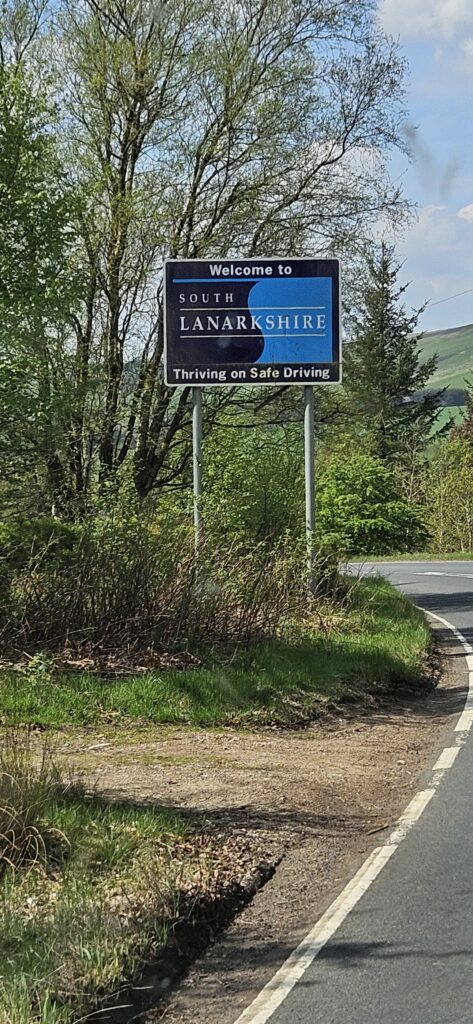 Welcome to
SOUTH
LANARKSHIRE
Thriving on Safe Driving